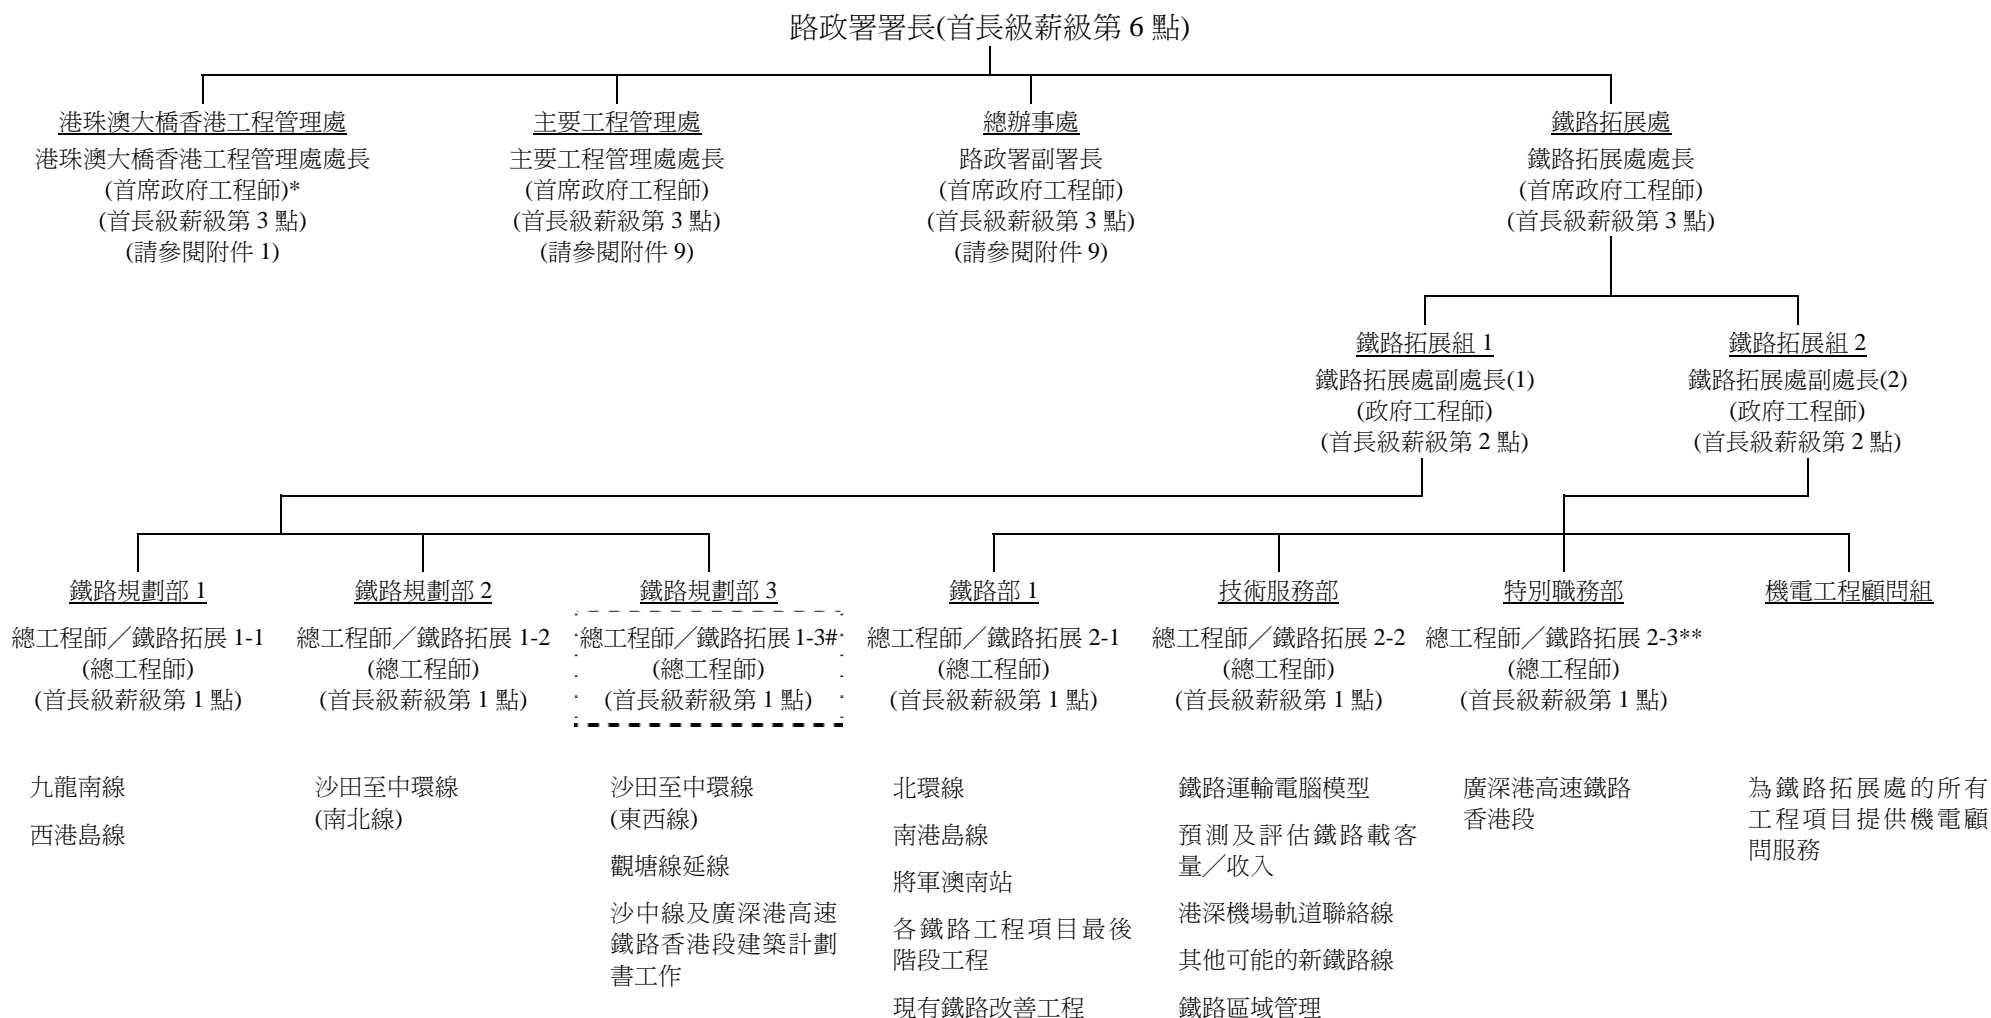 路政署署長(首長級薪級第 6 點)
港珠澳大橋香港工程管理處
港珠澳大橋香港工程管理處處長
(首席政府工程師)*
(首長級薪級第 3 點)
(請參閱附件 1)
主要工程管理處
主要工程管理處處長
(首席政府工程師)
(首長級薪級第 3 點)
(請參閱附件 9)
總辦事處
路政署副署長
(首席政府工程師)
(首長級薪級第 3 點)
(請參閱附件 9)
鐵路拓展處
鐵路拓展處處長
(首席政府工程師)
(首長級薪級第 3 點)
鐵路拓展組 1
鐵路拓展處副處長(1)
(政府工程師)
(首長級薪級第 2 點)
鐵路拓展組 2
鐵路拓展處副處長(2)
(政府工程師)
(首長級薪級第 2 點)
鐵路規劃部 1
總工程師／鐵路拓展 1-1
(總工程師)
(首長級薪級第 1 點)
九龍南線
西港島線
鐵路規劃部 2
總工程師／鐵路拓展 1-2
(總工程師)
(首長級薪級第 1 點)
沙田至中環線
(南北線)
鐵路規劃部 3
總工程師／鐵路拓展 1-3#
(總工程師)
(首長級薪級第 1 點)
沙田至中環線
(東西線)
觀塘線延線
沙中線及廣深港高速
鐵路香港段建築計劃
書工作
鐵路部 1
總工程師／鐵路拓展 2-1
(總工程師)
(首長級薪級第 1 點)
北環線
南港島線
將軍澳南站
各鐵路工程項目最後
階段工程
現有鐵路改善工程
技術服務部
總工程師／鐵路拓展 2-2
(總工程師)
(首長級薪級第 1 點)
鐵路運輸電腦模型
預測及評估鐵路載客
量／收入
港深機場軌道聯絡線
其他可能的新鐵路線
鐵路區域管理
特別職務部
總工程師／鐵路拓展 2-3**
(總工程師)
(首長級薪級第 1 點)
廣深港高速鐵路
香港段
機電工程顧問組
為鐵路拓展處的所有
工程項目提供機電顧
問服務